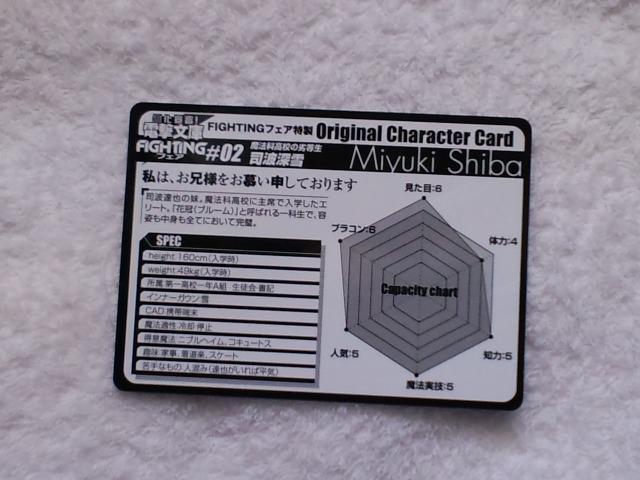 電撃文庫 FIGHTINGフェア特製 Original Character Card
FIGHTING フェア #02 魔法科高校の劣等生 司波深雪 Miyuki Shiba
私は、お兄様をお慕い申しております
司波達也の妹。魔法科高校に主席で入学したエ
リート。「花冠(ブルーム)」と呼ばれる一科生で、容
姿も中身も全てにおいて完璧。
SPEC
height:160cm(入学時)
weight:49kg(入学時)
所属:第一高校一年A組 生徒会・書記
インナーガウン:雪
CAD:携帯端末
魔法適性:冷却・停止
得意魔法:ニブルヘイム、コキュートス
趣味:家事、着道楽、スケート
苦手なもの:人混み(達也がいれば平気)
見た目:6
ブラコン:6
体力:4
Capacity chart
人気:5
知力:5
魔法実技:5